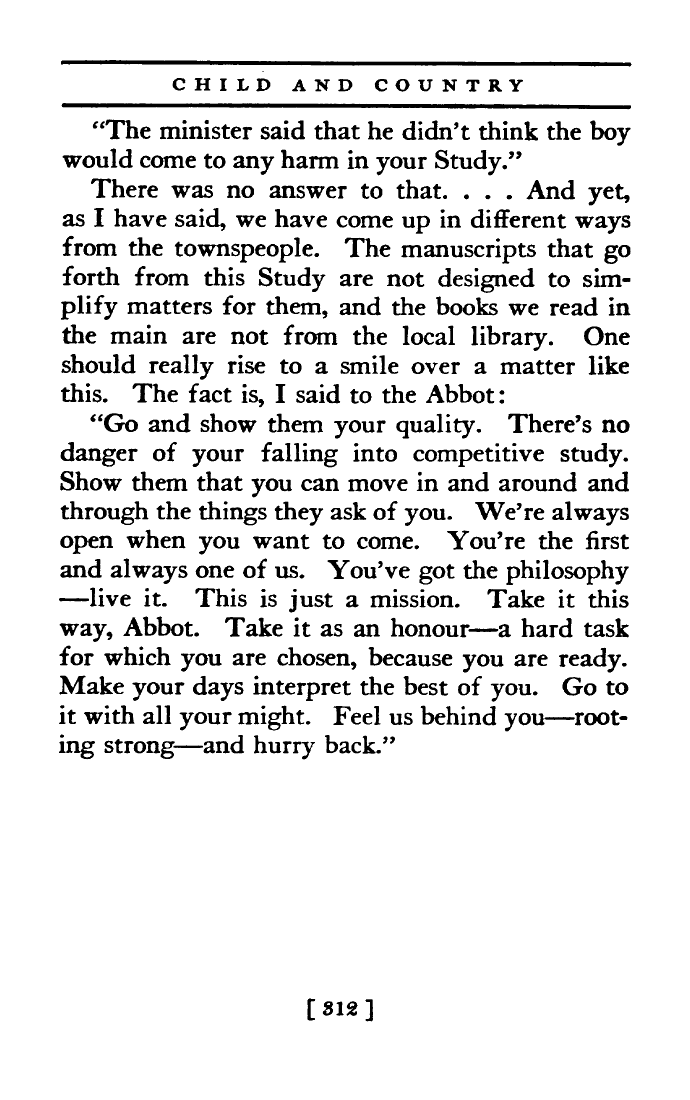 CHILD AND COUNTRY
“The minister said that he didn’t think the boy
would come to any harm in your Study.”
There was no answer to that. . . . And yet,
as I have said, we have come up in different ways
from the townspeople. The manuscripts that go
forth from this Study are not designed to sim-
plify matters for them, and the books we read in
the main are not from the local library. One
should really rise to a smile over a matter like
this. The fact is, I said to the Abbot:
“Go and show them your quality. There’s no
danger of your falling into competitive study.
Show them that you can move in and around and
through the things they ask of you. We’re always
open when you want to come. You’re the first
and always one of us. You’ve got the philosophy
—live it. This is just a mission. Take it this
way, Abbot. Take it as an honour—a hard task
for which you are chosen, because you are ready.
Make your days interpret the best of you. Go to
it with all your might. Feel us behind you—root-
ing strong—and hurry back.”
[ 312 ]